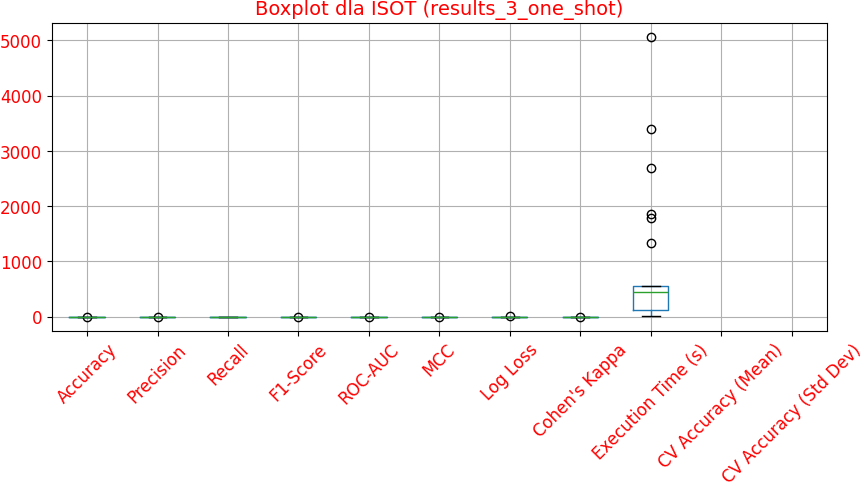 Boxplot dla ISOT (results_3_one_shot)
5000
4000
3000
2000
1000
0
Accuracy
Precision
Recall
F1-Score
ROC-AUC
MCC
Log Loss
Cohen's Kappa
Execution Time (s)
CV Accuracy (Mean)
CV Accuracy (Std Dev)